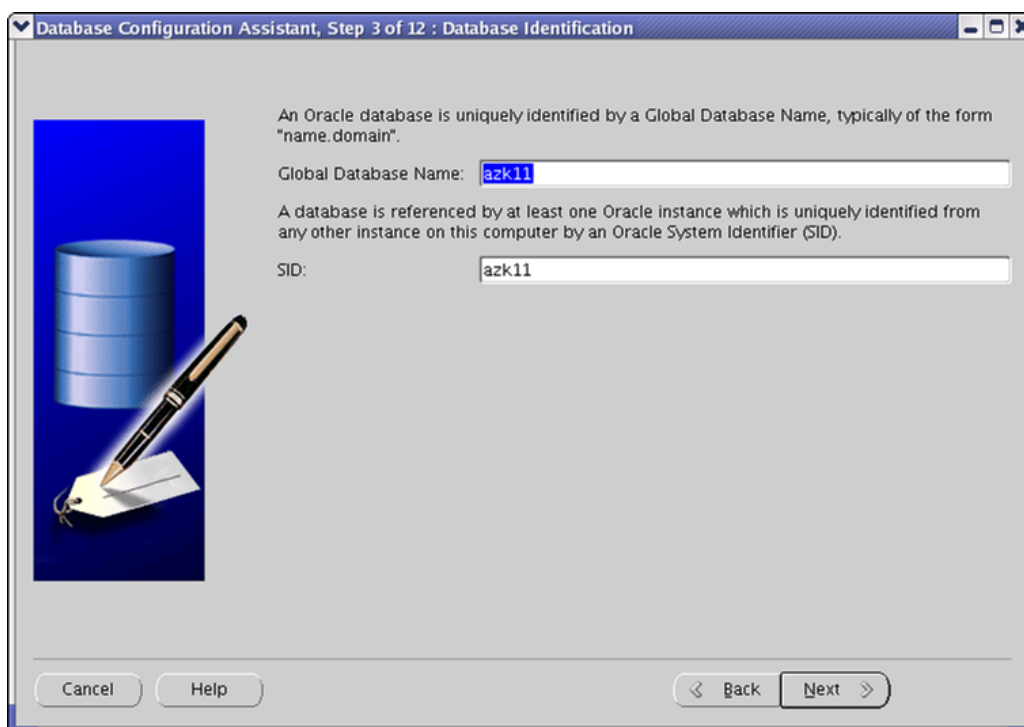 Database Configuration Assistant, Step 3 of 12 : Database Identification
An Oracle database is uniquely identified by a Global Database Name, typically of the form
"name.domain".
Global Database Name: azk11
A database is referenced by at least one Oracle instance which is uniquely identified from
any other instance on this computer by an Oracle System Identifier (SID).
SID: azk11
Cancel Help Back Next